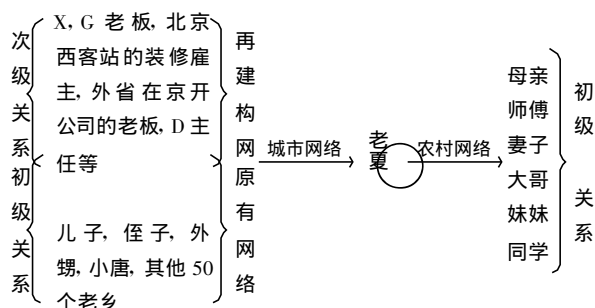 次级关系
X, G 老板, 北京
西客站的装修雇
主, 外省在京开
公司的老板, D 主
任等
再建构网
初级关系
儿子, 侄子, 外
甥, 小唐, 其他 50
个老乡
原有网络
城市网络
老夏
农村网络
母亲
师傅
妻子
大哥
妹妹
同学
初级关系